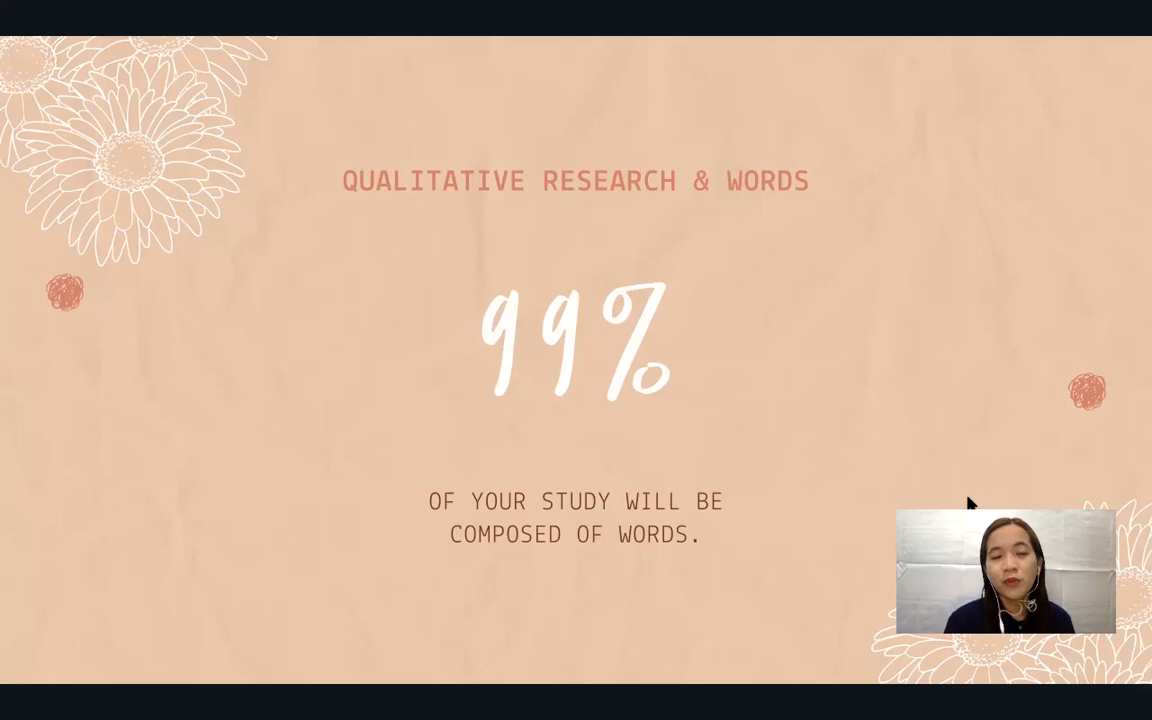 QUALITATIVE RESEARCH & WORDS
99%
OF YOUR STUDY WILL BE
COMPOSED OF WORDS.